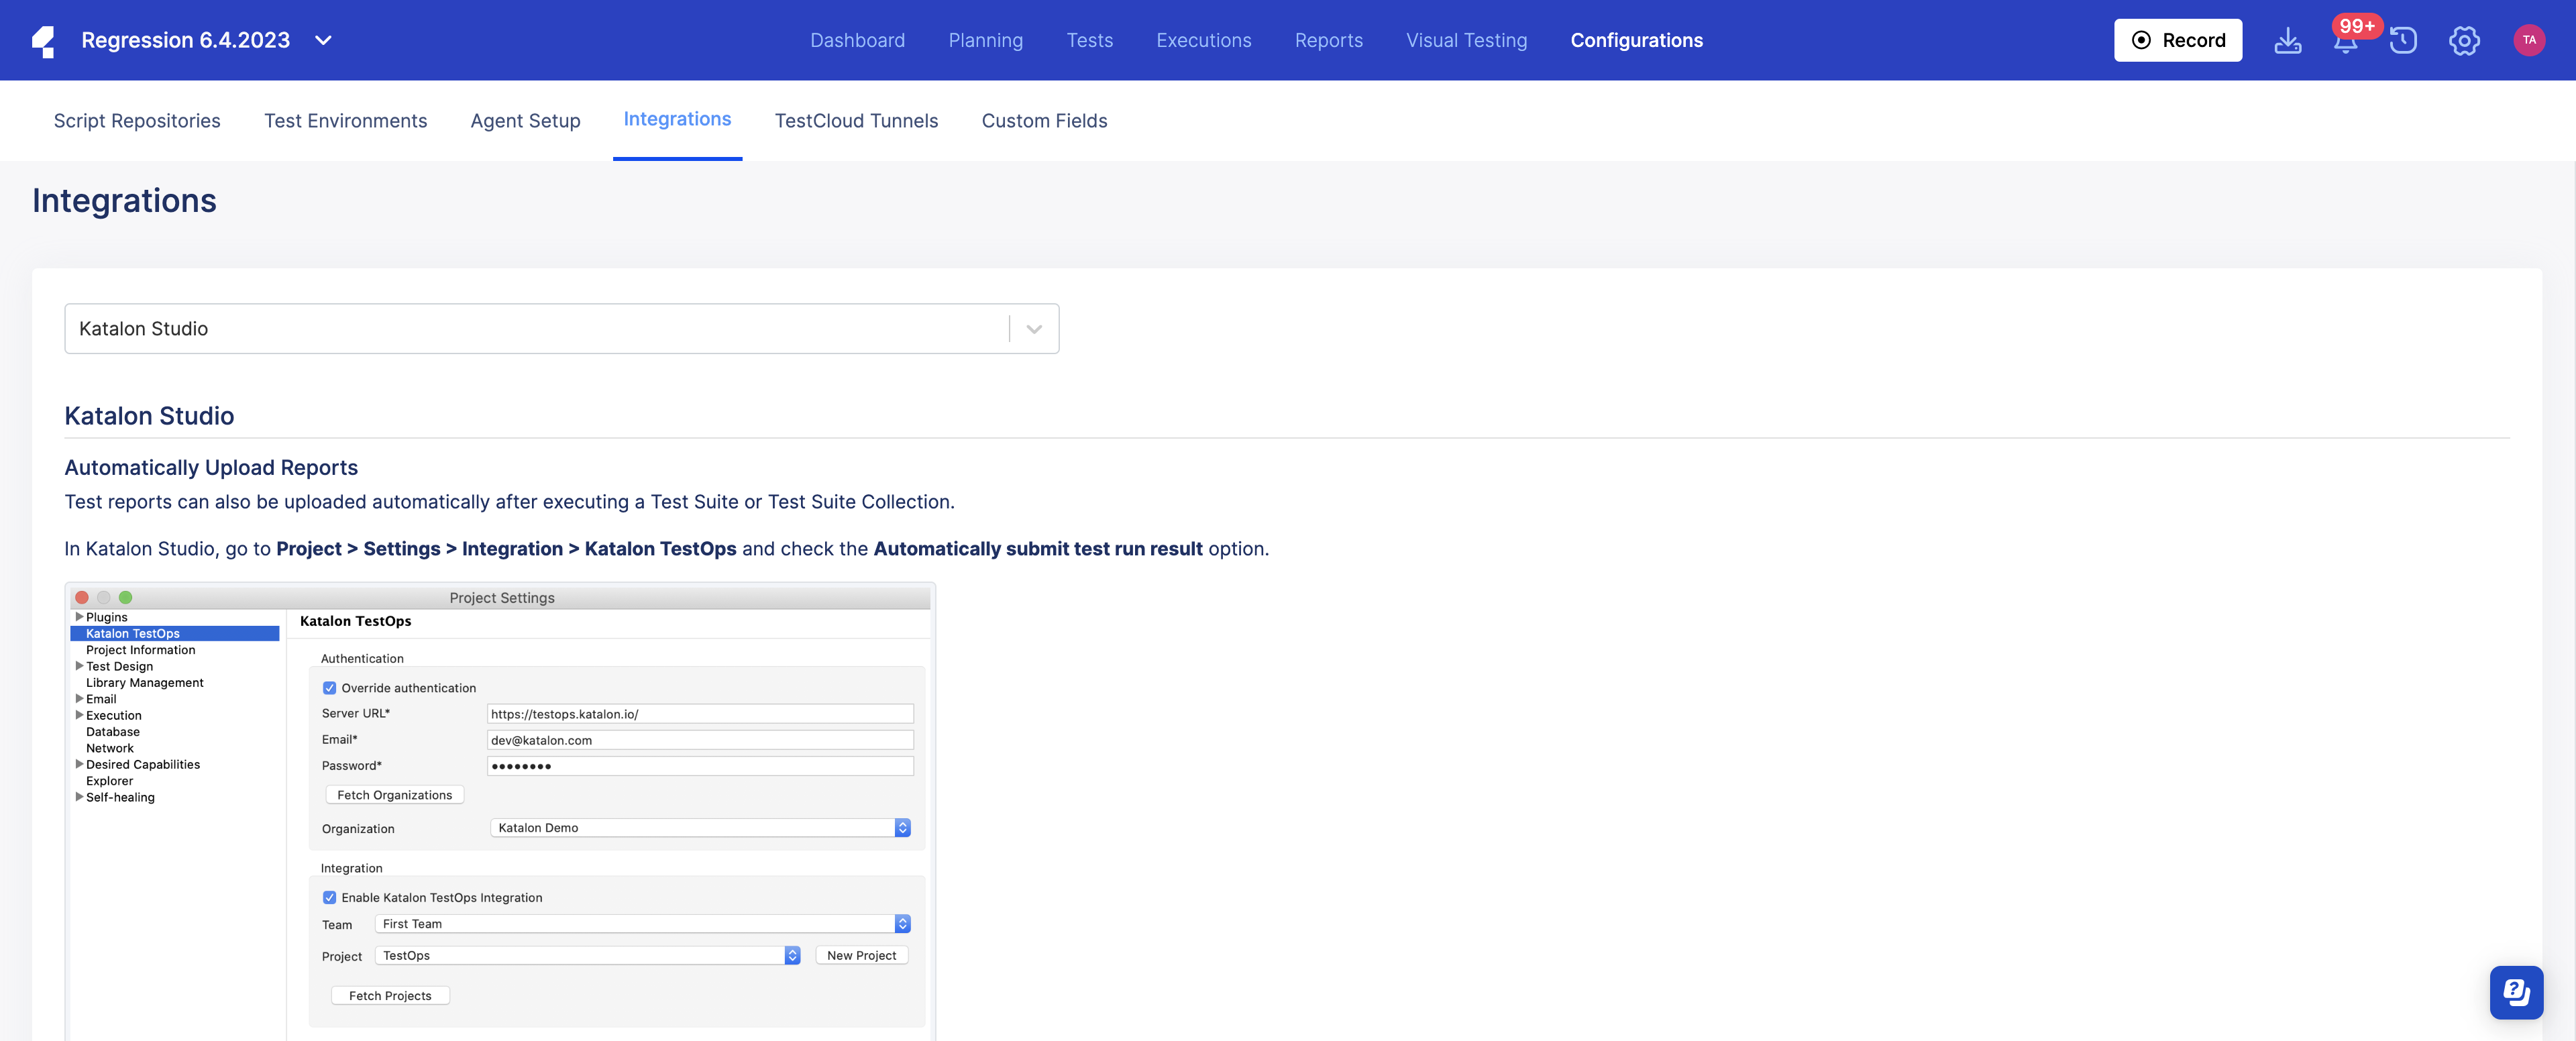 Regression 6.4.2023
Dashboard Planning Tests Executions Reports Visual Testing Configurations
Record
99+
TA
Script Repositories Test Environments Agent Setup Integrations TestCloud Tunnels Custom Fields
Integrations
Katalon Studio
Katalon Studio
Automatically Upload Reports
Test reports can also be uploaded automatically after executing a Test Suite or Test Suite Collection.
In Katalon Studio, go to Project > Settings > Integration > Katalon TestOps and check the Automatically submit test run result option.
Project Settings
Plugins
Katalon TestOps
Project Information
Test Design
Library Management
Email
Execution
Database
Network
Desired Capabilities
Explorer
Self-healing
Katalon TestOps
Authentication
Override authentication
Server URL* https://testops.katalon.io/
Email* dev@katalon.com
Password* ••••••••
Fetch Organizations
Organization Katalon Demo
Integration
Enable Katalon TestOps Integration
Team First Team
Project TestOps New Project
Fetch Projects
?